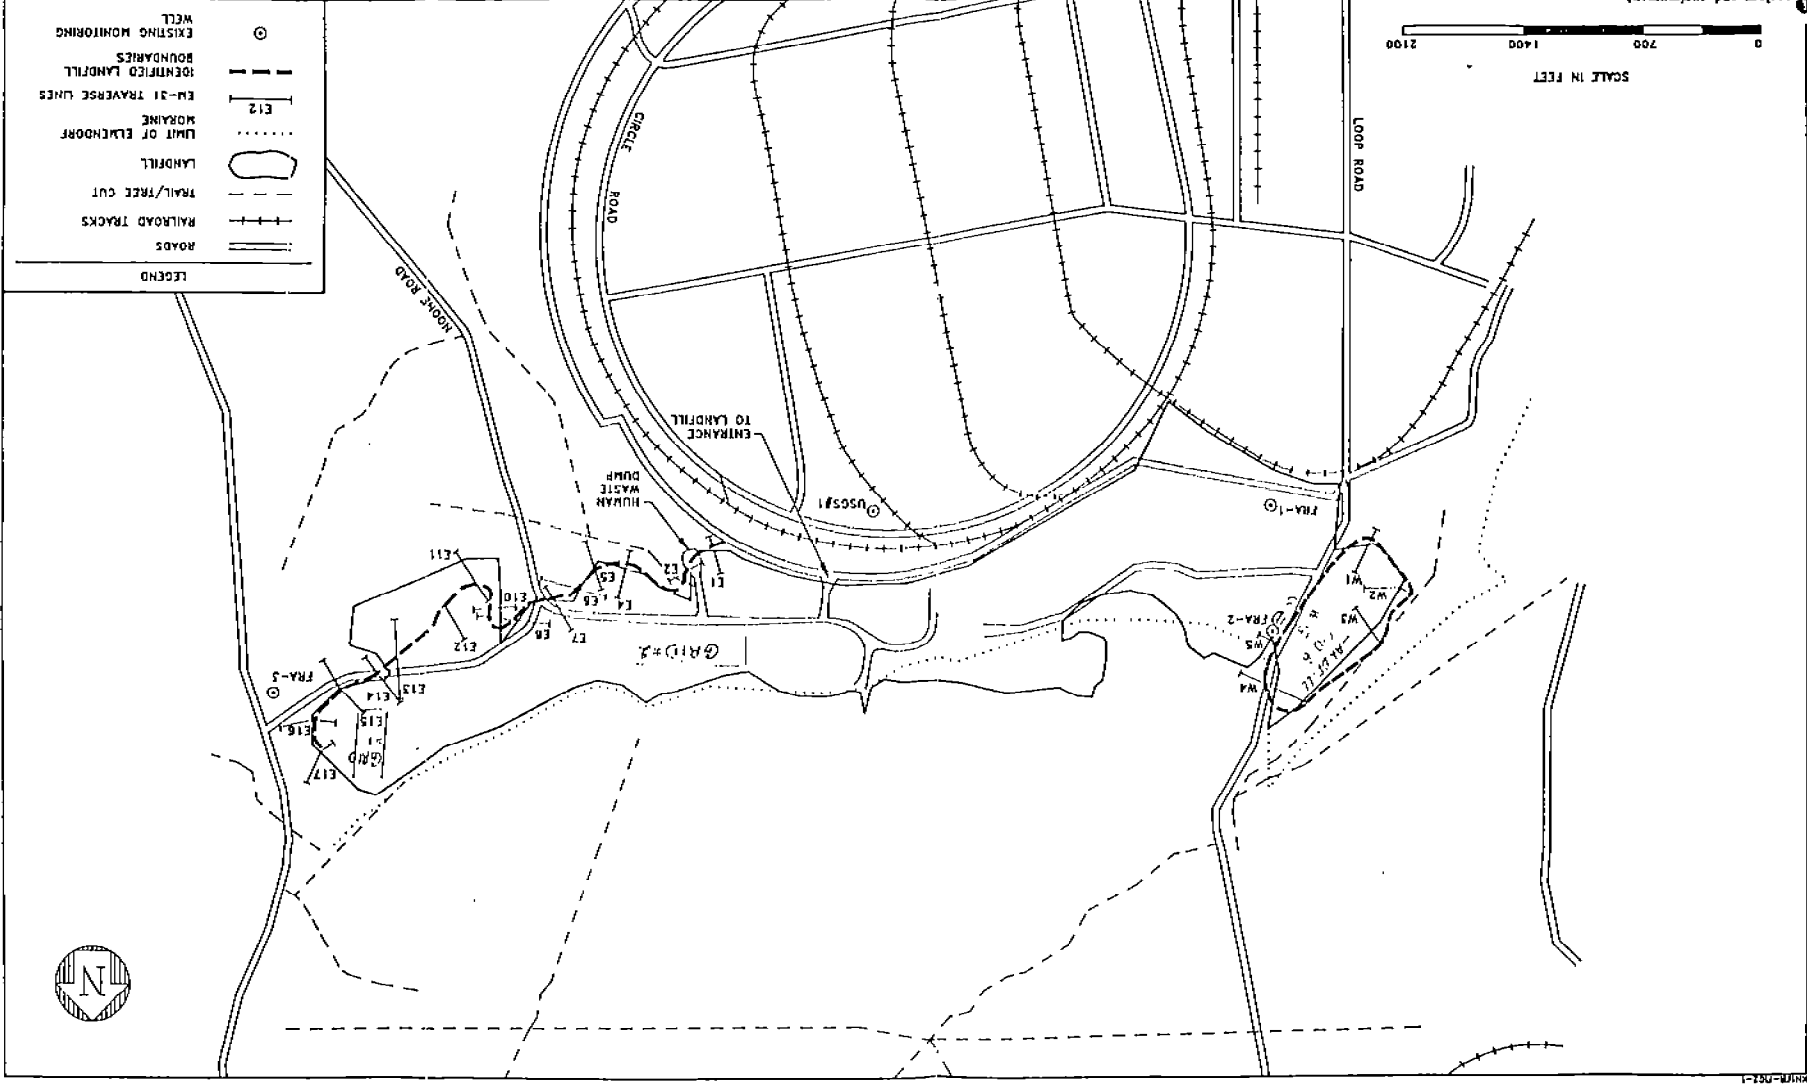 LEGEND
ROADS
RAILROAD TRACKS
TRAIL/TREE CUT
LANDFILL
LIMIT OF ELMENDORF
MORAINE
E12
EM-31 TRAVERSE LINES
IDENTIFIED LANDFILL
BOUNDARIES
EXISTING MONITORING
WELL
SCALE IN FEET
0
700
1400
2100
N
LOOP ROAD
CIRCLE
ROAD
ROAD
ENTRANCE
TO LANDFILL
HUMAN
WASTE
DUMP
USGS#1
FRA-1
FRA-2
FRA-3
W1
W2
W3
W4
W5
LANDFILL
E1
E2
E4
E5
E6
E7
E8
E10
E11
E12
E13
E14
E15
E16
E17
GRID #2
GRID
#1